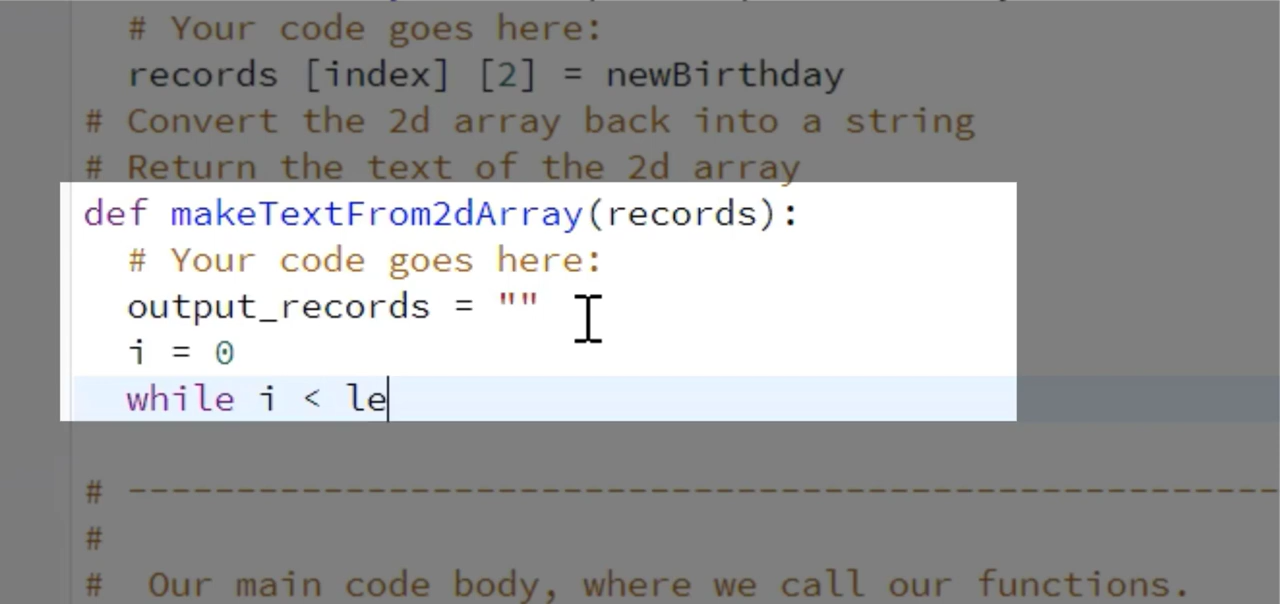 # Your code goes here:
records [index] [2] = newBirthday
# Convert the 2d array back into a string
# Return the text of the 2d array
def makeTextFrom2dArray(records):
# Your code goes here:
output_records = ""
i = 0
while i < le
# -----------------------------------------------------
#
# Our main code body, where we call our functions.